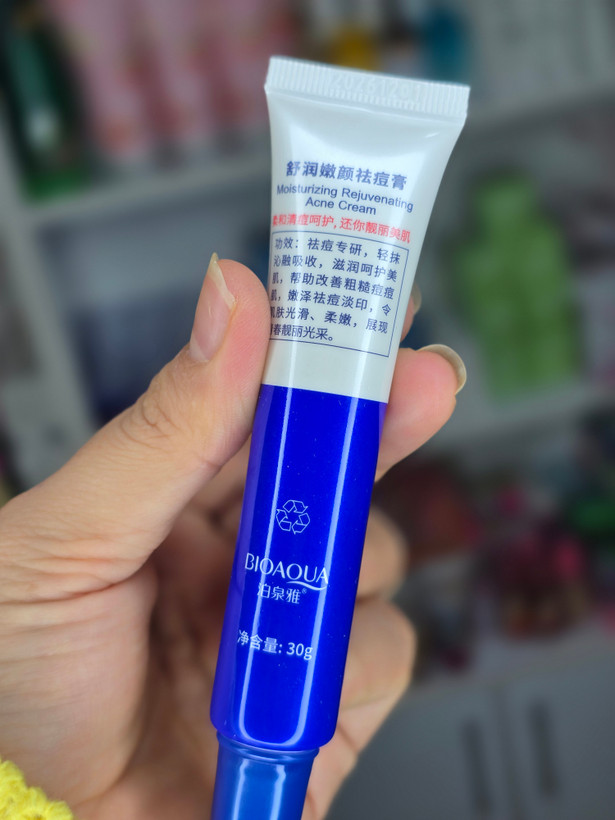 舒润嫩颜祛痘膏
Moisturizing Rejuvenating
Acne Cream
柔和清痘呵护,还你靓丽美肌
功效：祛痘专研，轻抹
沁融吸收，滋润呵护美
肌，帮助改善粗糙痘痘
肌，嫩泽祛痘淡印，令
肌肤光滑、柔嫩，展现
青春靓丽光采。
BIOAQUA
泊泉雅®
净含量: 30g